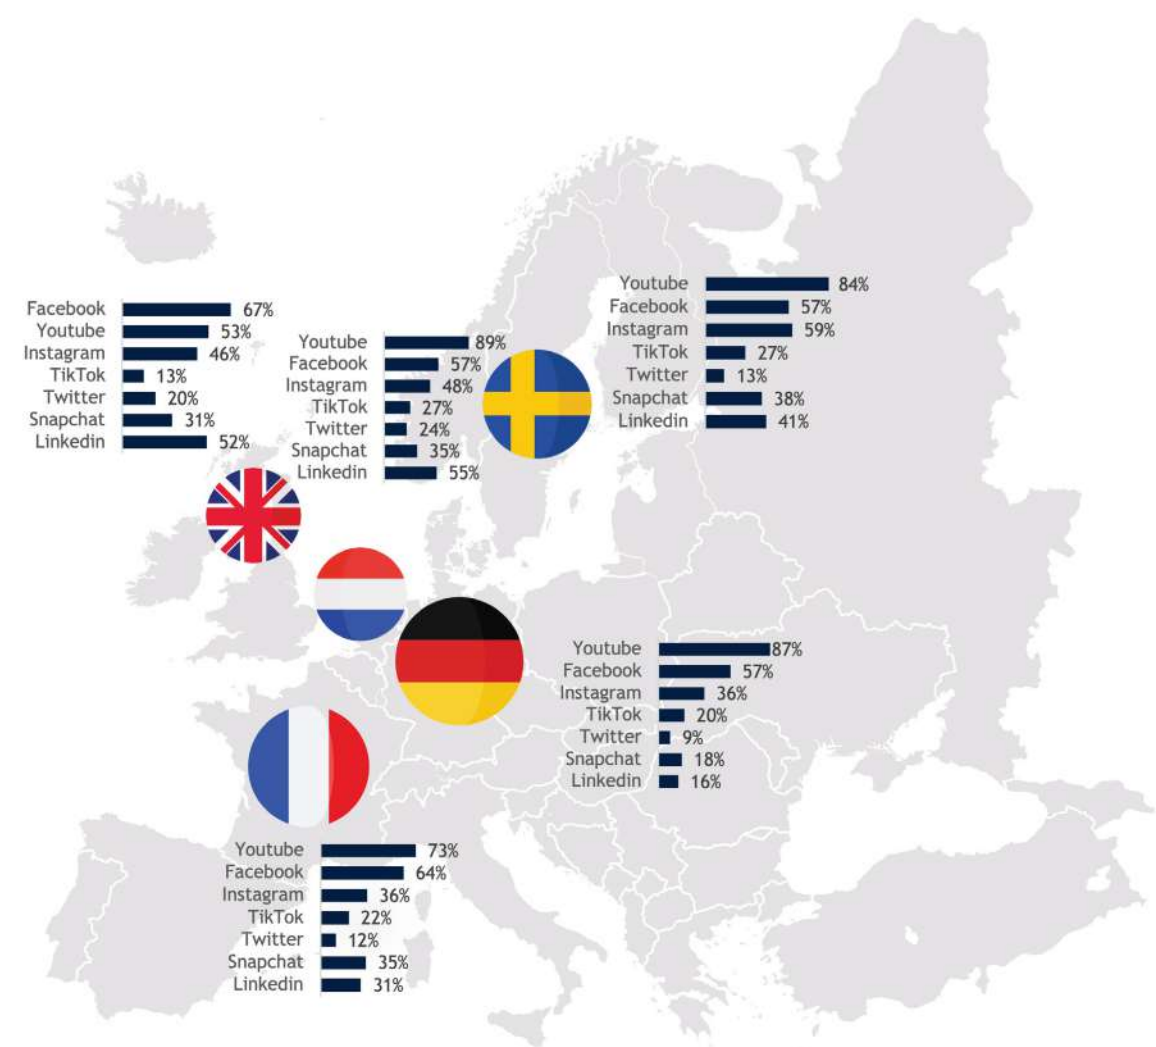 Facebook 67%
Youtube 53%
Instagram 46%
TikTok 13%
Twitter 20%
Snapchat 31%
Linkedin 52%
Youtube 89%
Facebook 57%
Instagram 48%
TikTok 27%
Twitter 24%
Snapchat 35%
Linkedin 55%
Youtube 84%
Facebook 57%
Instagram 59%
TikTok 27%
Twitter 13%
Snapchat 38%
Linkedin 41%
Youtube 87%
Facebook 57%
Instagram 36%
TikTok 20%
Twitter 9%
Snapchat 18%
Linkedin 16%
Youtube 73%
Facebook 64%
Instagram 36%
TikTok 22%
Twitter 12%
Snapchat 35%
Linkedin 31%